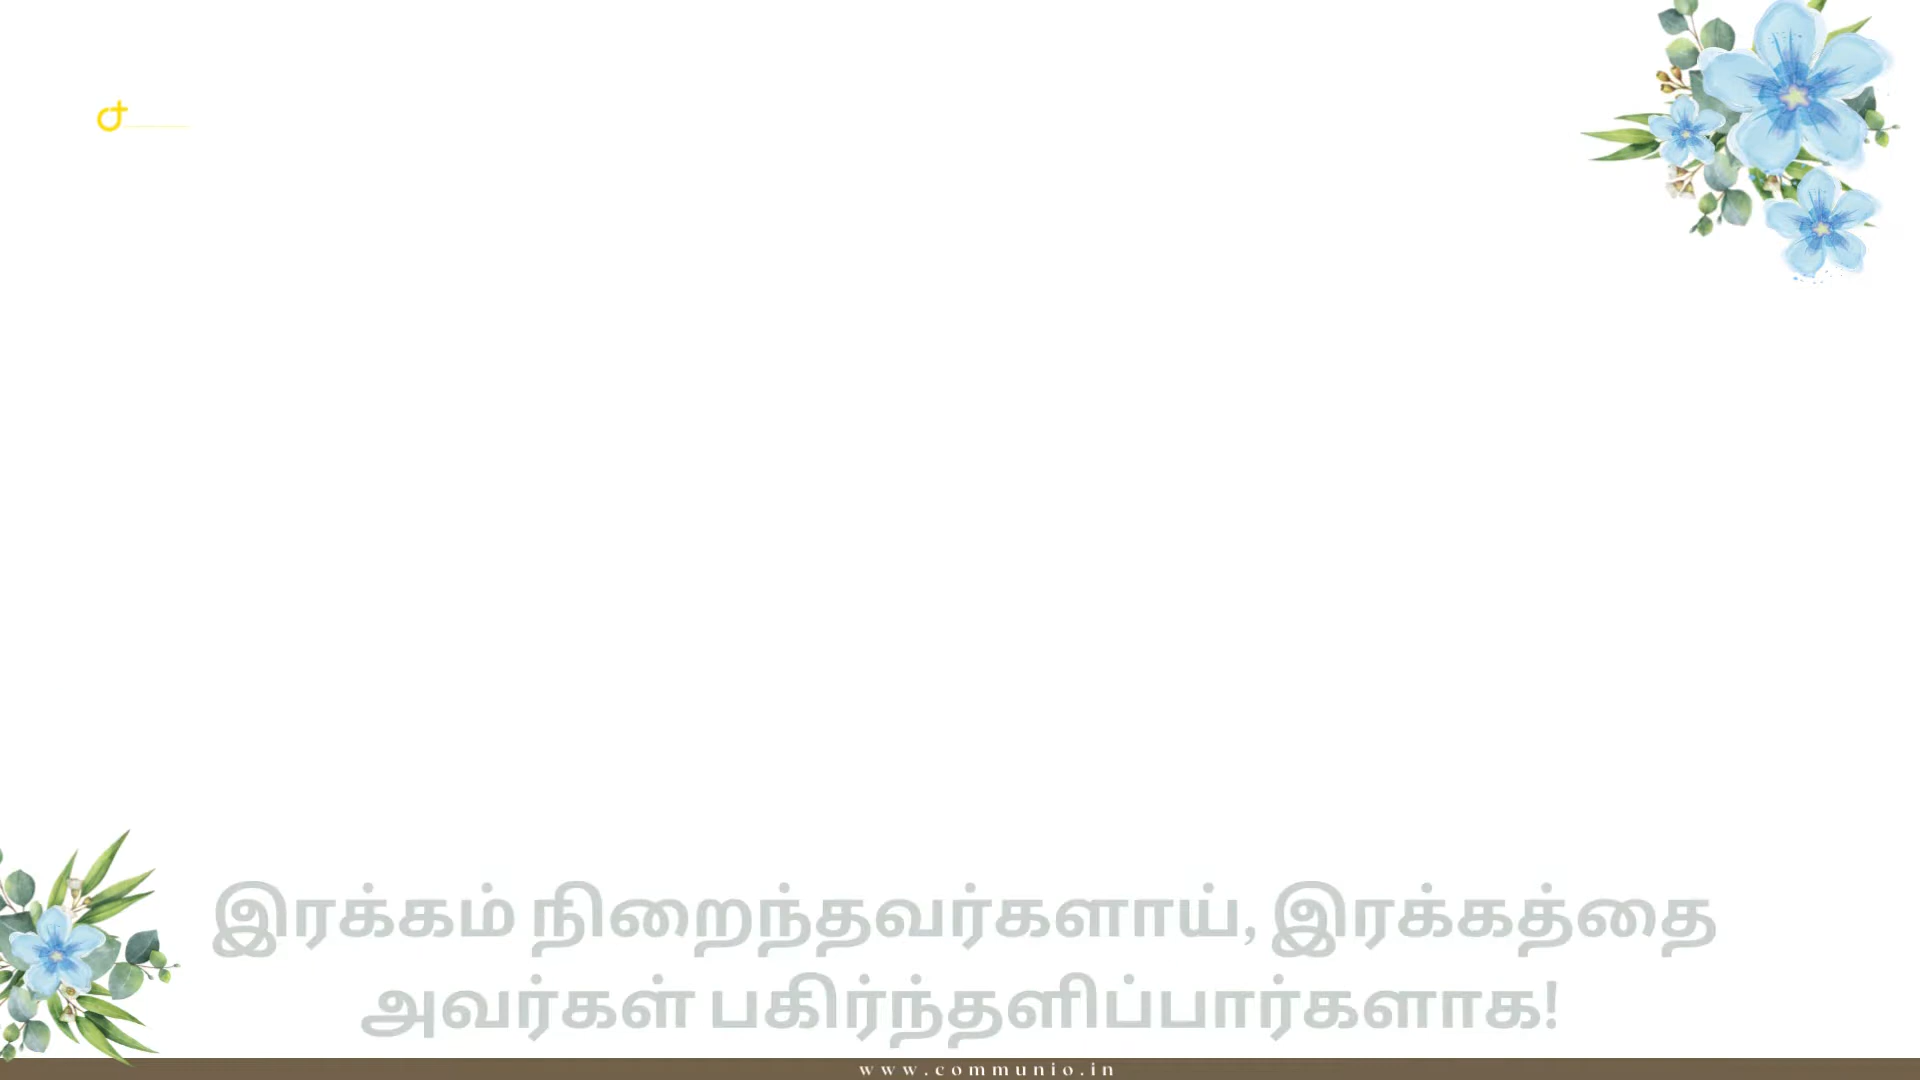 இரக்கம் நிறைந்தவர்களாய், இரக்கத்தை
அவர்கள் பகிர்ந்தளிப்பார்களாக!
www.communio.in